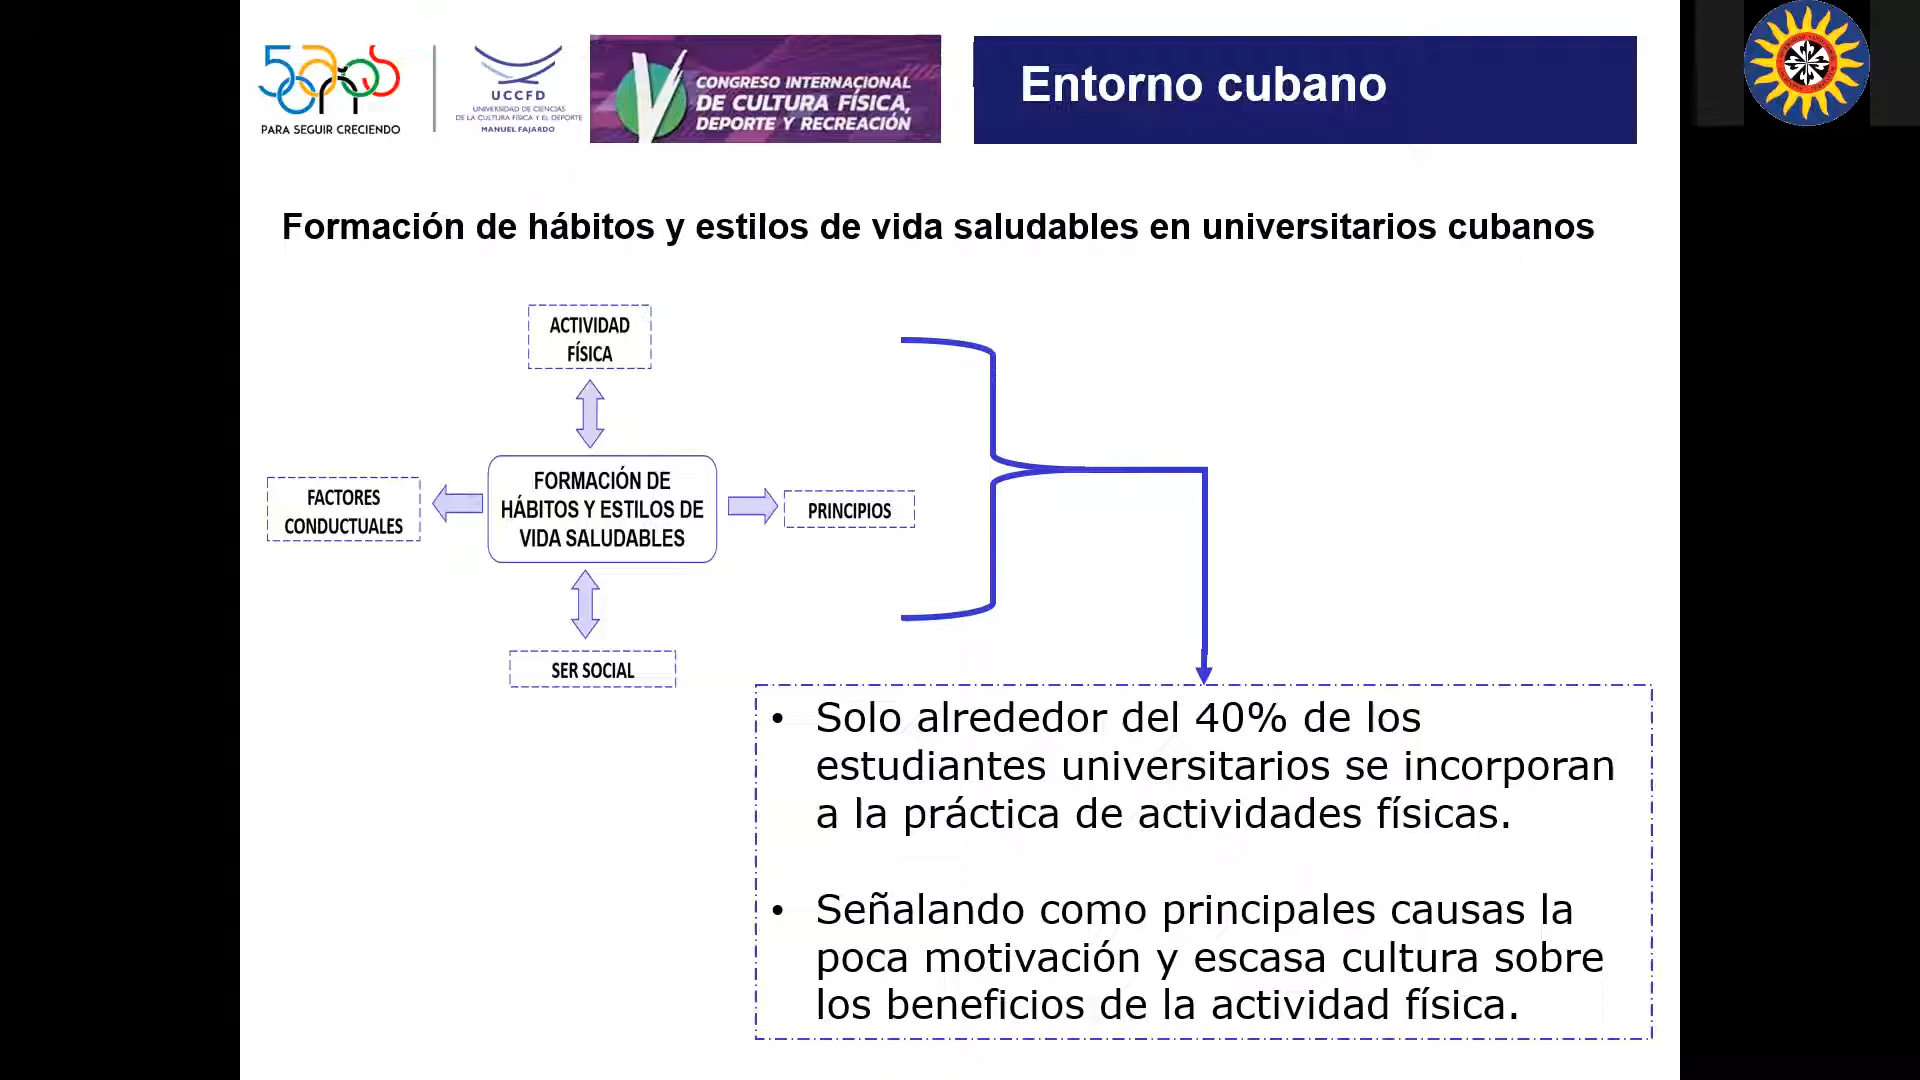 50 AÑOS
PARA SEGUIR CRECIENDO
UCCFD
UNIVERSIDAD DE CIENCIAS
DE LA CULTURA FÍSICA Y EL DEPORTE
MANUEL FAJARDO
V
CONGRESO INTERNACIONAL
DE CULTURA FÍSICA,
DEPORTE Y RECREACIÓN
Entorno cubano
Formación de hábitos y estilos de vida saludables en universitarios cubanos
ACTIVIDAD
FÍSICA
FACTORES
CONDUCTUALES
FORMACIÓN DE
HÁBITOS Y ESTILOS DE
VIDA SALUDABLES
PRINCIPIOS
SER SOCIAL
• Solo alrededor del 40% de los
estudiantes universitarios se incorporan
a la práctica de actividades físicas.
• Señalando como principales causas la
poca motivación y escasa cultura sobre
los beneficios de la actividad física.